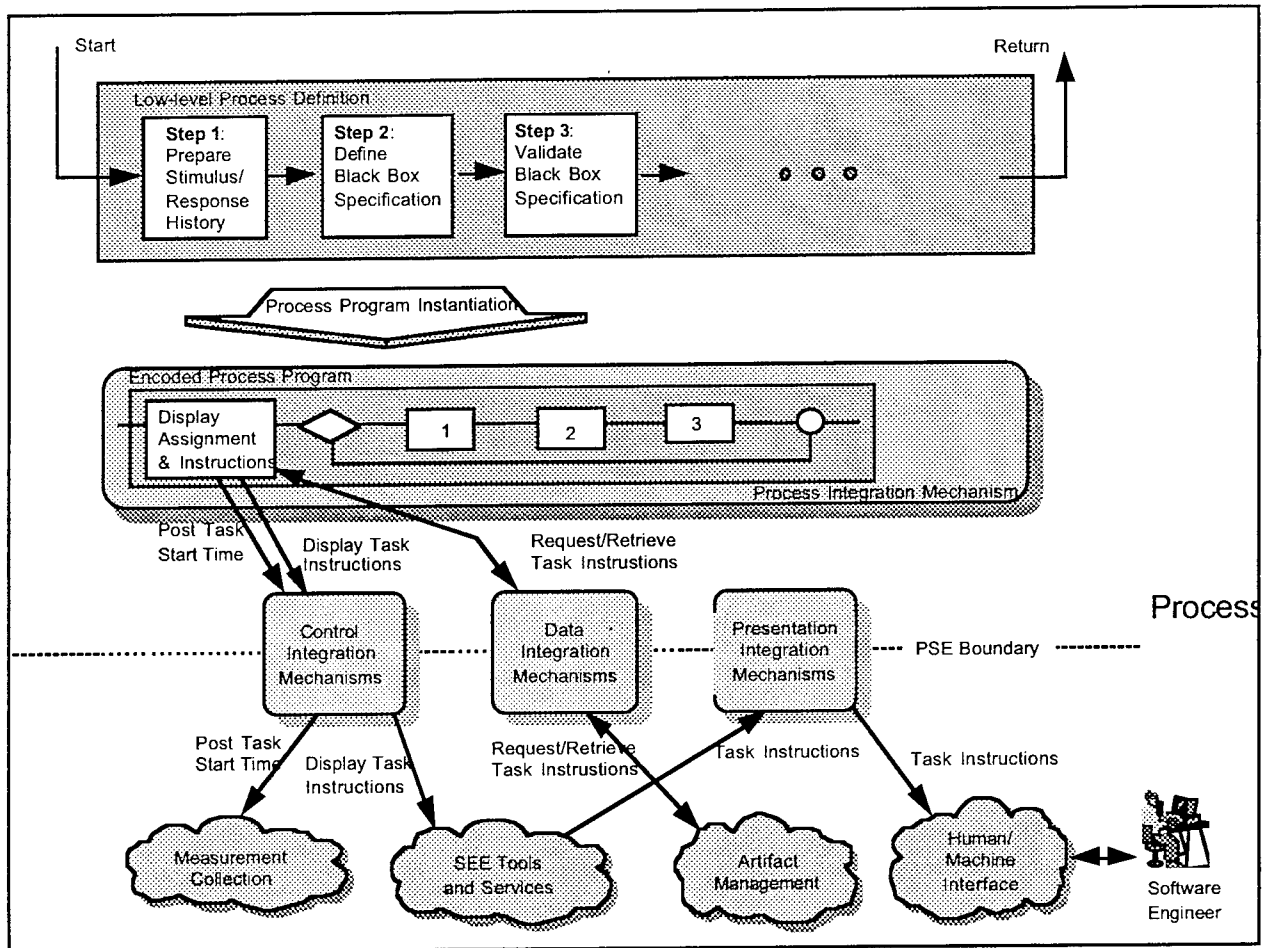 Start
Return
Low-level Process Definition
Step 1:
Prepare
Stimulus/
Response
History
Step 2:
Define
Black Box
Specification
Step 3:
Validate
Black Box
Specification
Process Program Instantiation
Encoded Process Program
Display
Assignment
& Instructions
1
2
3
Process Integration Mechanism
Post Task
Start Time
Display Task
Instructions
Request/Retrieve
Task Instrustions
Control
Integration
Mechanisms
Data
Integration
Mechanisms
Presentation
Integration
Mechanisms
Process
PSE Boundary
Post Task
Start Time
Display Task
Instructions
Request/Retrieve
Task Instrustions
Task Instructions
Task Instructions
Measurement
Collection
SEE Tools
and Services
Artifact
Management
Human/
Machine
Interface
Software
Engineer